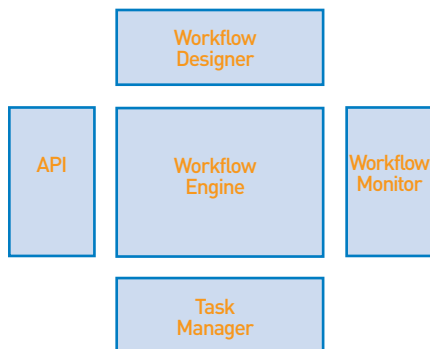 Workflow
Designer
API
Workflow
Engine
Workflow
Monitor
Task
Manager